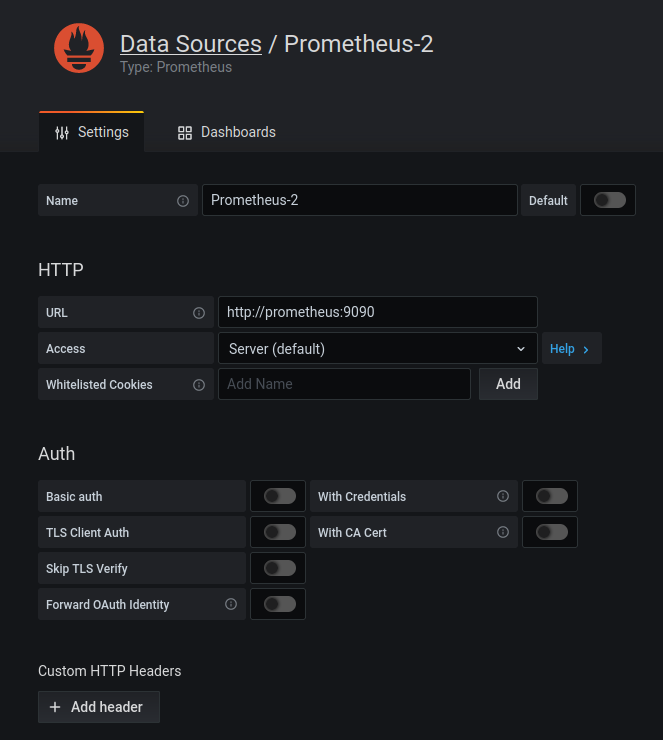 Data Sources / Prometheus-2
Type: Prometheus
Settings Dashboards
Name Prometheus-2 Default
HTTP
URL http://prometheus:9090
Access Server (default) Help
Whitelisted Cookies Add Name Add
Auth
Basic auth With Credentials
TLS Client Auth With CA Cert
Skip TLS Verify
Forward OAuth Identity
Custom HTTP Headers
+ Add header